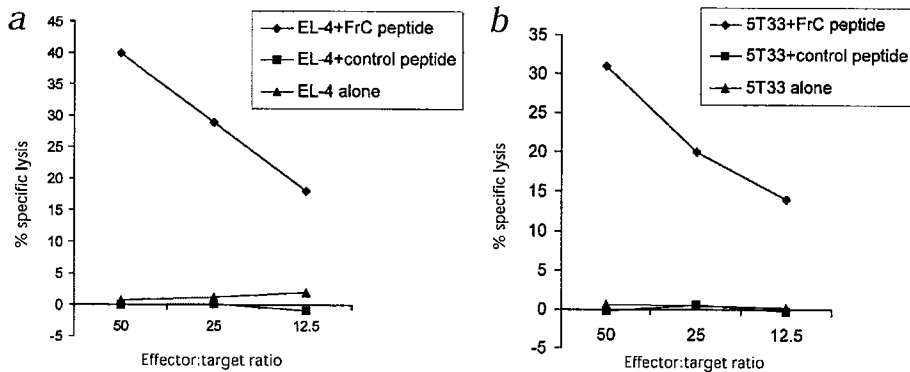 a
EL-4+FrC peptide
EL-4+control peptide
EL-4 alone
% specific lysis
45
40
35
30
25
20
15
10
5
0
-5
50
25
12.5
Effector:target ratio
b
5T33+FrC peptide
5T33+control peptide
5T33 alone
% specific lysis
35
30
25
20
15
10
5
0
-5
50
25
12.5
Effector:target ratio